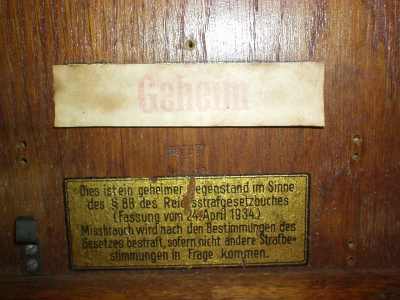 Geheim
Dies ist ein geheimer Gegenstand im Sinne
des § 88 des Reichsstrafgesetzbuches
(Fassung vom 24. April 1934.)
Missbrauch wird nach den Bestimmungen des
Gesetzes bestraft, sofern nicht andere Strafbe-
stimmungen in Frage kommen.